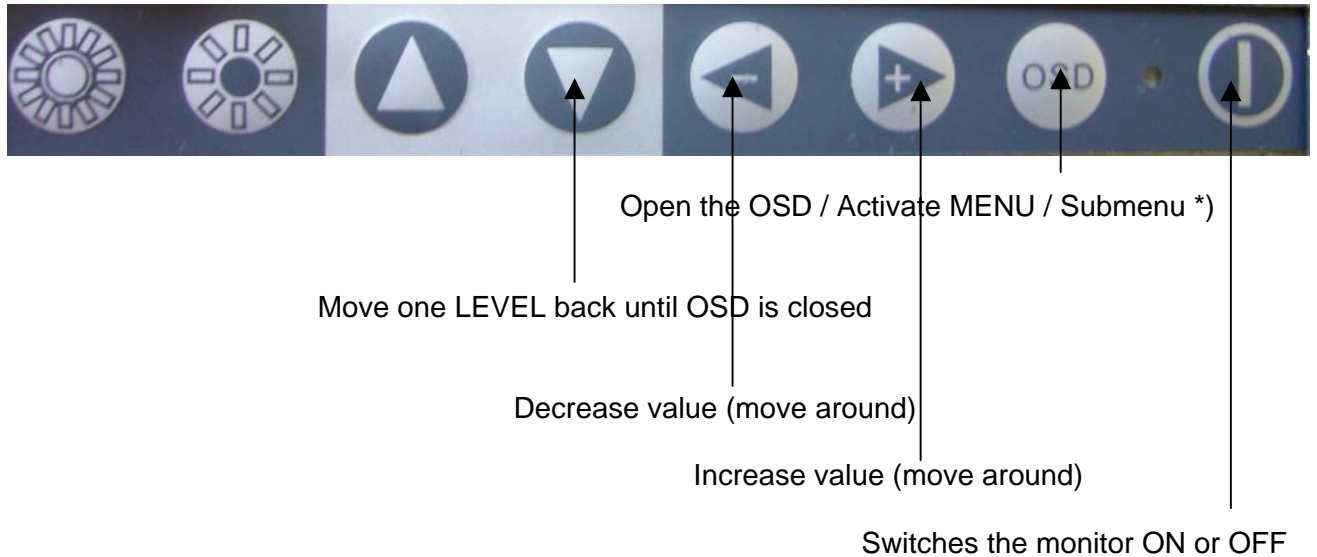 - + OSD
Open the OSD / Activate MENU / Submenu *)
Move one LEVEL back until OSD is closed
Decrease value (move around)
Increase value (move around)
Switches the monitor ON or OFF